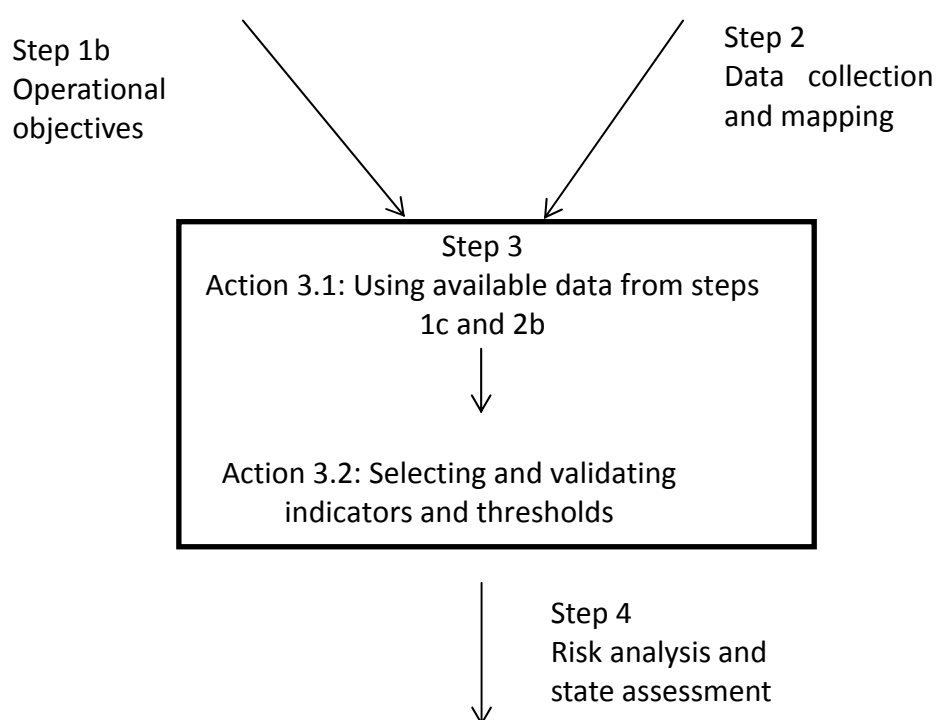 Step 1b
Operational
objectives
Step 2
Data collection
and mapping
Step 3
Action 3.1: Using available data from steps
1c and 2b
Action 3.2: Selecting and validating
indicators and thresholds
Step 4
Risk analysis and
state assessment